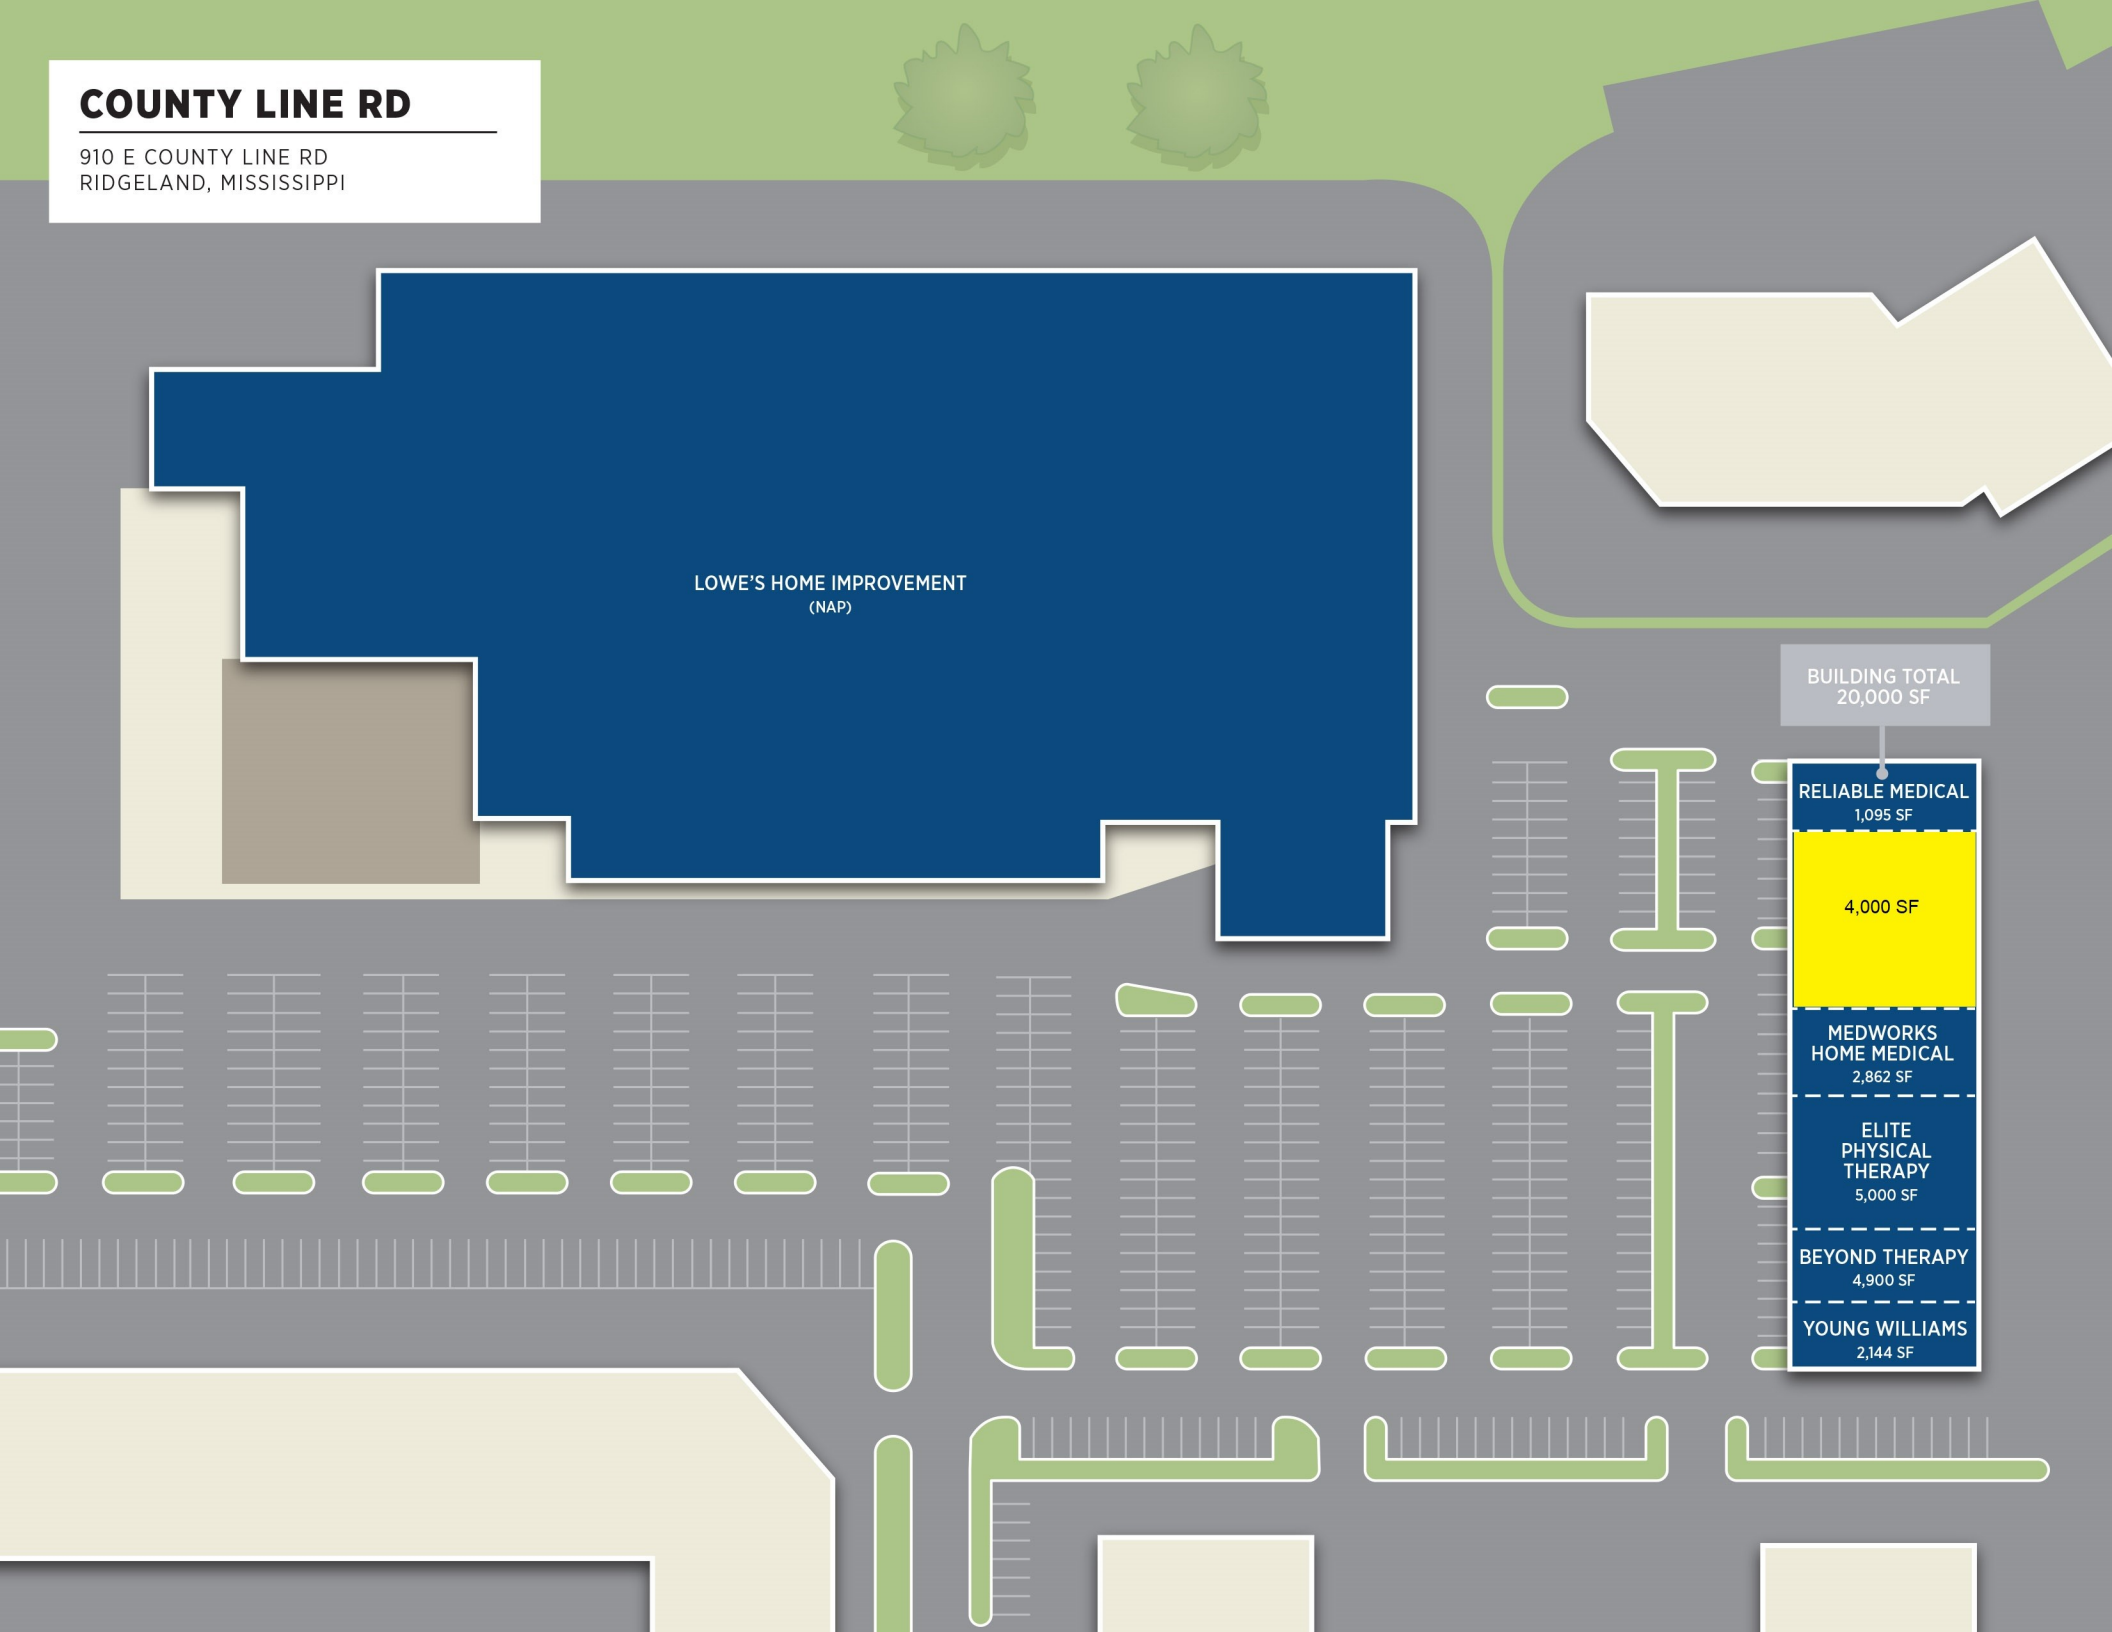 COUNTY LINE RD
910 E COUNTY LINE RD
RIDGELAND, MISSISSIPPI
LOWE'S HOME IMPROVEMENT
(NAP)
BUILDING TOTAL
20,000 SF
RELIABLE MEDICAL
1,095 SF
4,000 SF
MEDWORKS
HOME MEDICAL
2,862 SF
ELITE
PHYSICAL
THERAPY
5,000 SF
BEYOND THERAPY
4,900 SF
YOUNG WILLIAMS
2,144 SF